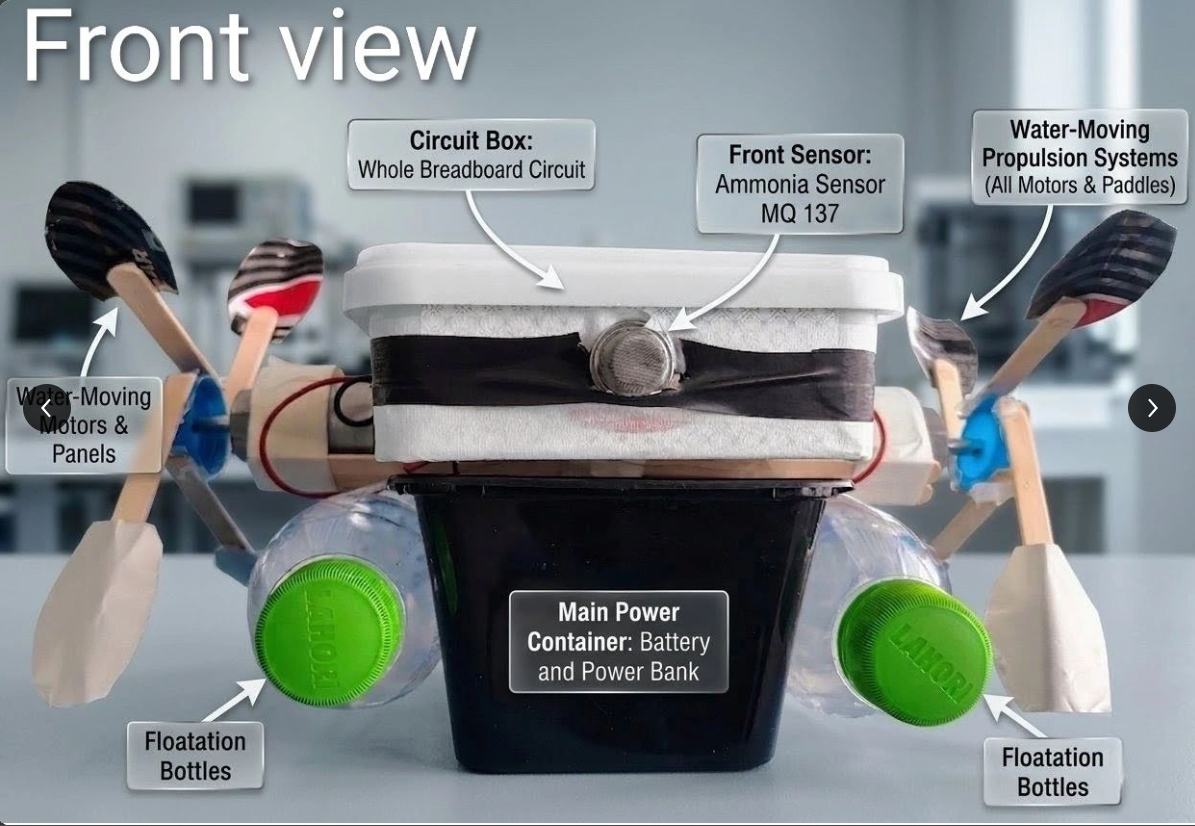 Front view
Circuit Box:
Whole Breadboard Circuit
Front Sensor:
Ammonia Sensor
MQ 137
Water-Moving
Propulsion Systems
(All Motors & Paddles)
Water-Moving
Motors &
Panels
Main Power
Container: Battery
and Power Bank
LAHORI
LAHORI
Floatation
Bottles
Floatation
Bottles